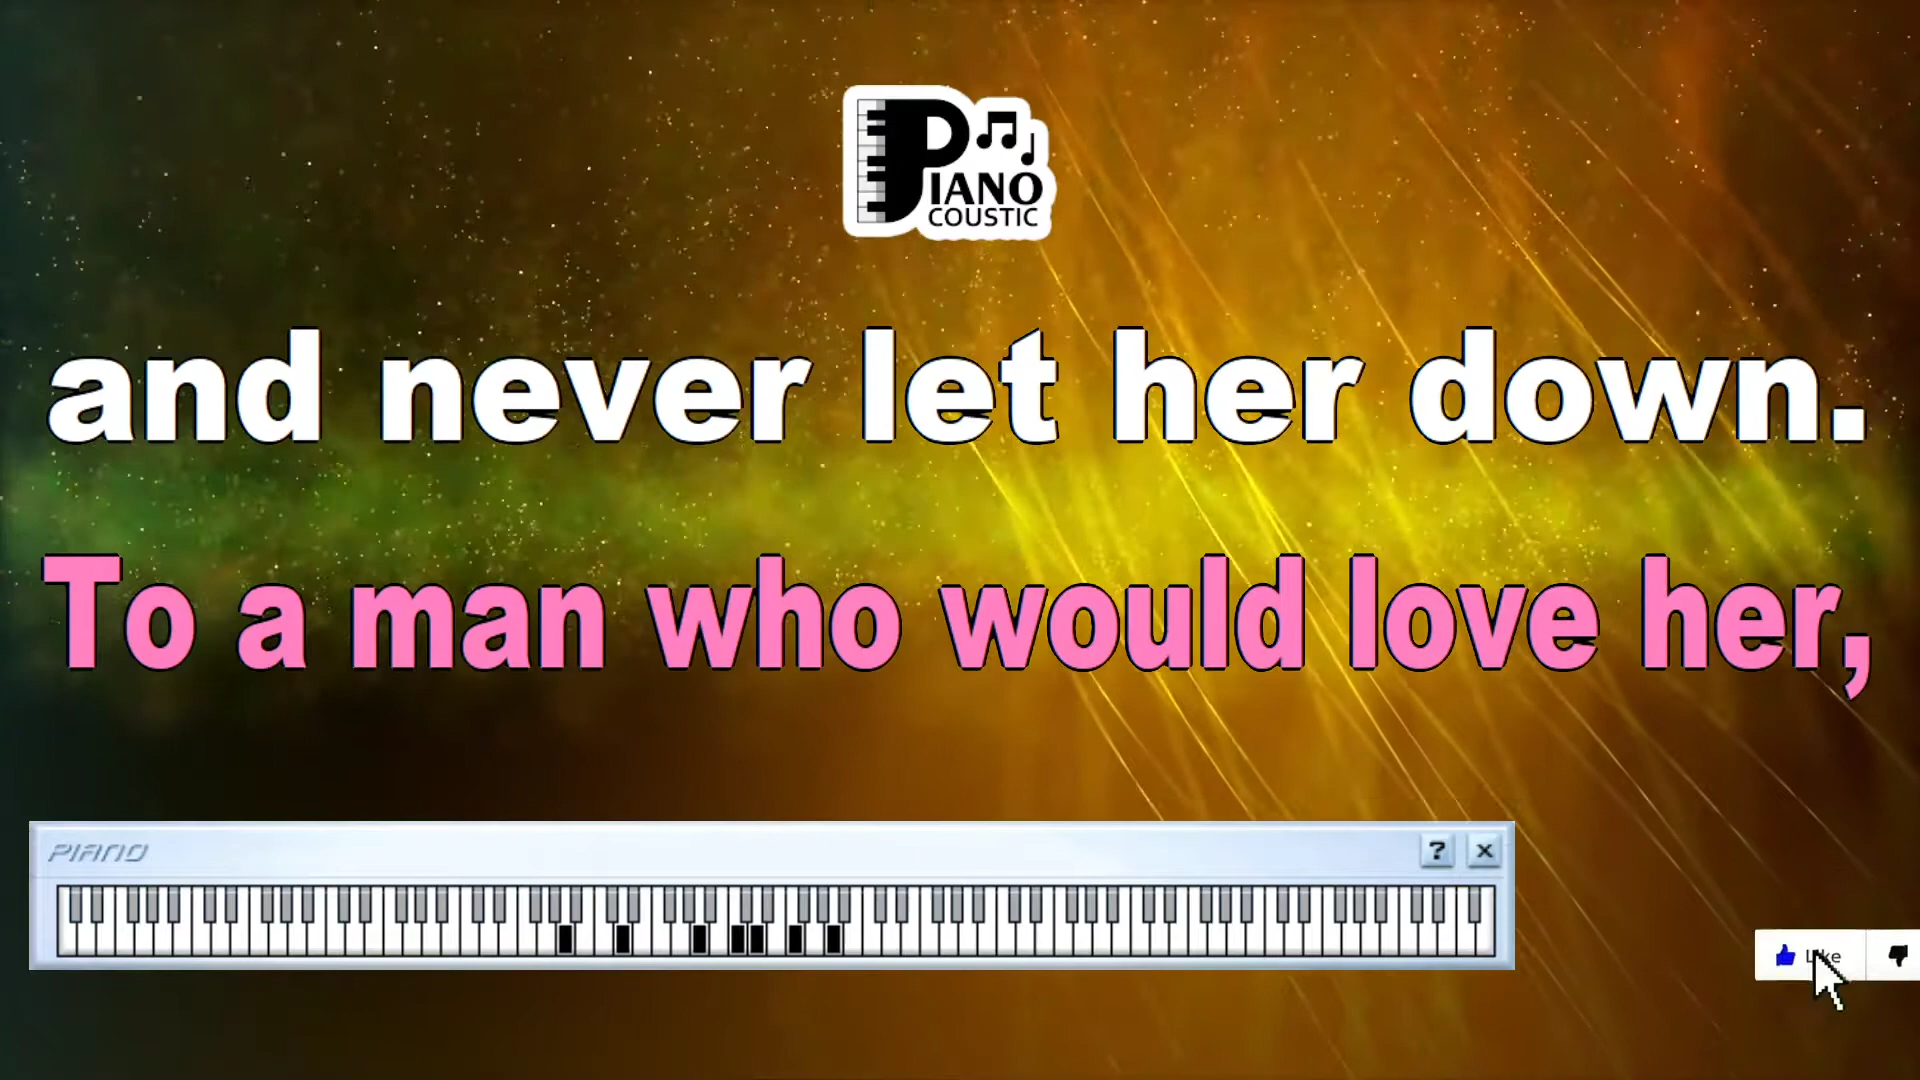 PIANO
COUSTIC
and never let her down.
To a man who would love her,
PIANO
?
x
Like